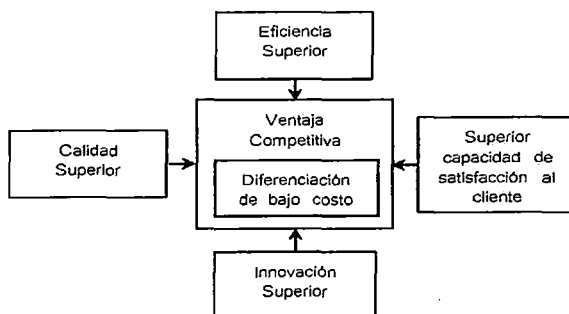 Eficiencia
Superior
Ventaja
Competitiva
Calidad
Superior
Diferenciación
de bajo costo
Superior
capacidad de
satisfacción al
cliente
Innovación
Superior